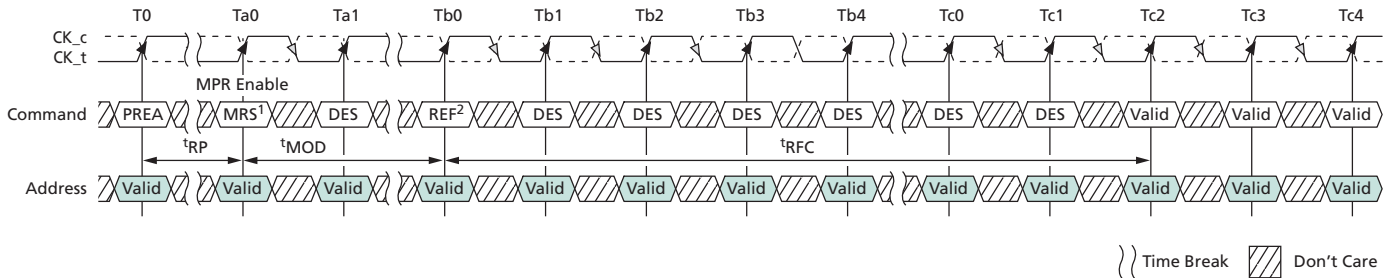 T0 Ta0 Ta1 Tb0 Tb1 Tb2 Tb3 Tb4 Tc0 Tc1 Tc2 Tc3 Tc4
CK_c
CK_t
MPR Enable
Command PREA MRS1 DES REF2 DES DES DES DES DES DES Valid Valid Valid
tRP tMOD tRFC
Address Valid Valid Valid Valid Valid Valid Valid Valid Valid Valid Valid Valid Valid
Time Break Don't Care